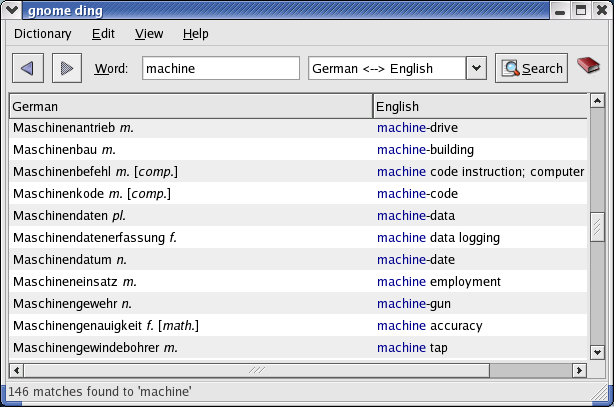 gnome ding
Dictionary Edit View Help
Word: machine German <--> English Search
German English
Maschinenantrieb m. machine-drive
Maschinenbau m. machine-building
Maschinenbefehl m. [comp.] machine code instruction; computer
Maschinenkode m. [comp.] machine-code
Maschinendaten pl. machine-data
Maschinendatenerfassung f. machine data logging
Maschinendatum n. machine-date
Maschineneinsatz m. machine employment
Maschinengewehr n. machine-gun
Maschinengenauigkeit f. [math.] machine accuracy
Maschinengewindebohrer m. machine tap
146 matches found to 'machine'